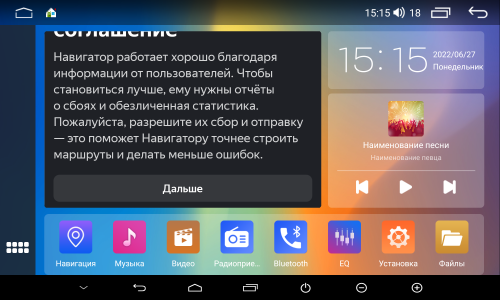 15:15 18
соглашение
Навигатор работает хорошо благодаря
информации от пользователей. Чтобы
становиться лучше, ему нужны отчёты
о сбоях и обезличенная статистика.
Пожалуйста, разрешите их сбор и отправку
— это поможет Навигатору точнее строить
маршруты и делать меньше ошибок.
Дальше
15:15
2022/06/27
Понедельник
Наименование песни
Наименование певца
Навигация
Музыка
Видео
Радиоприе...
Bluetooth
EQ
Установка
Файлы